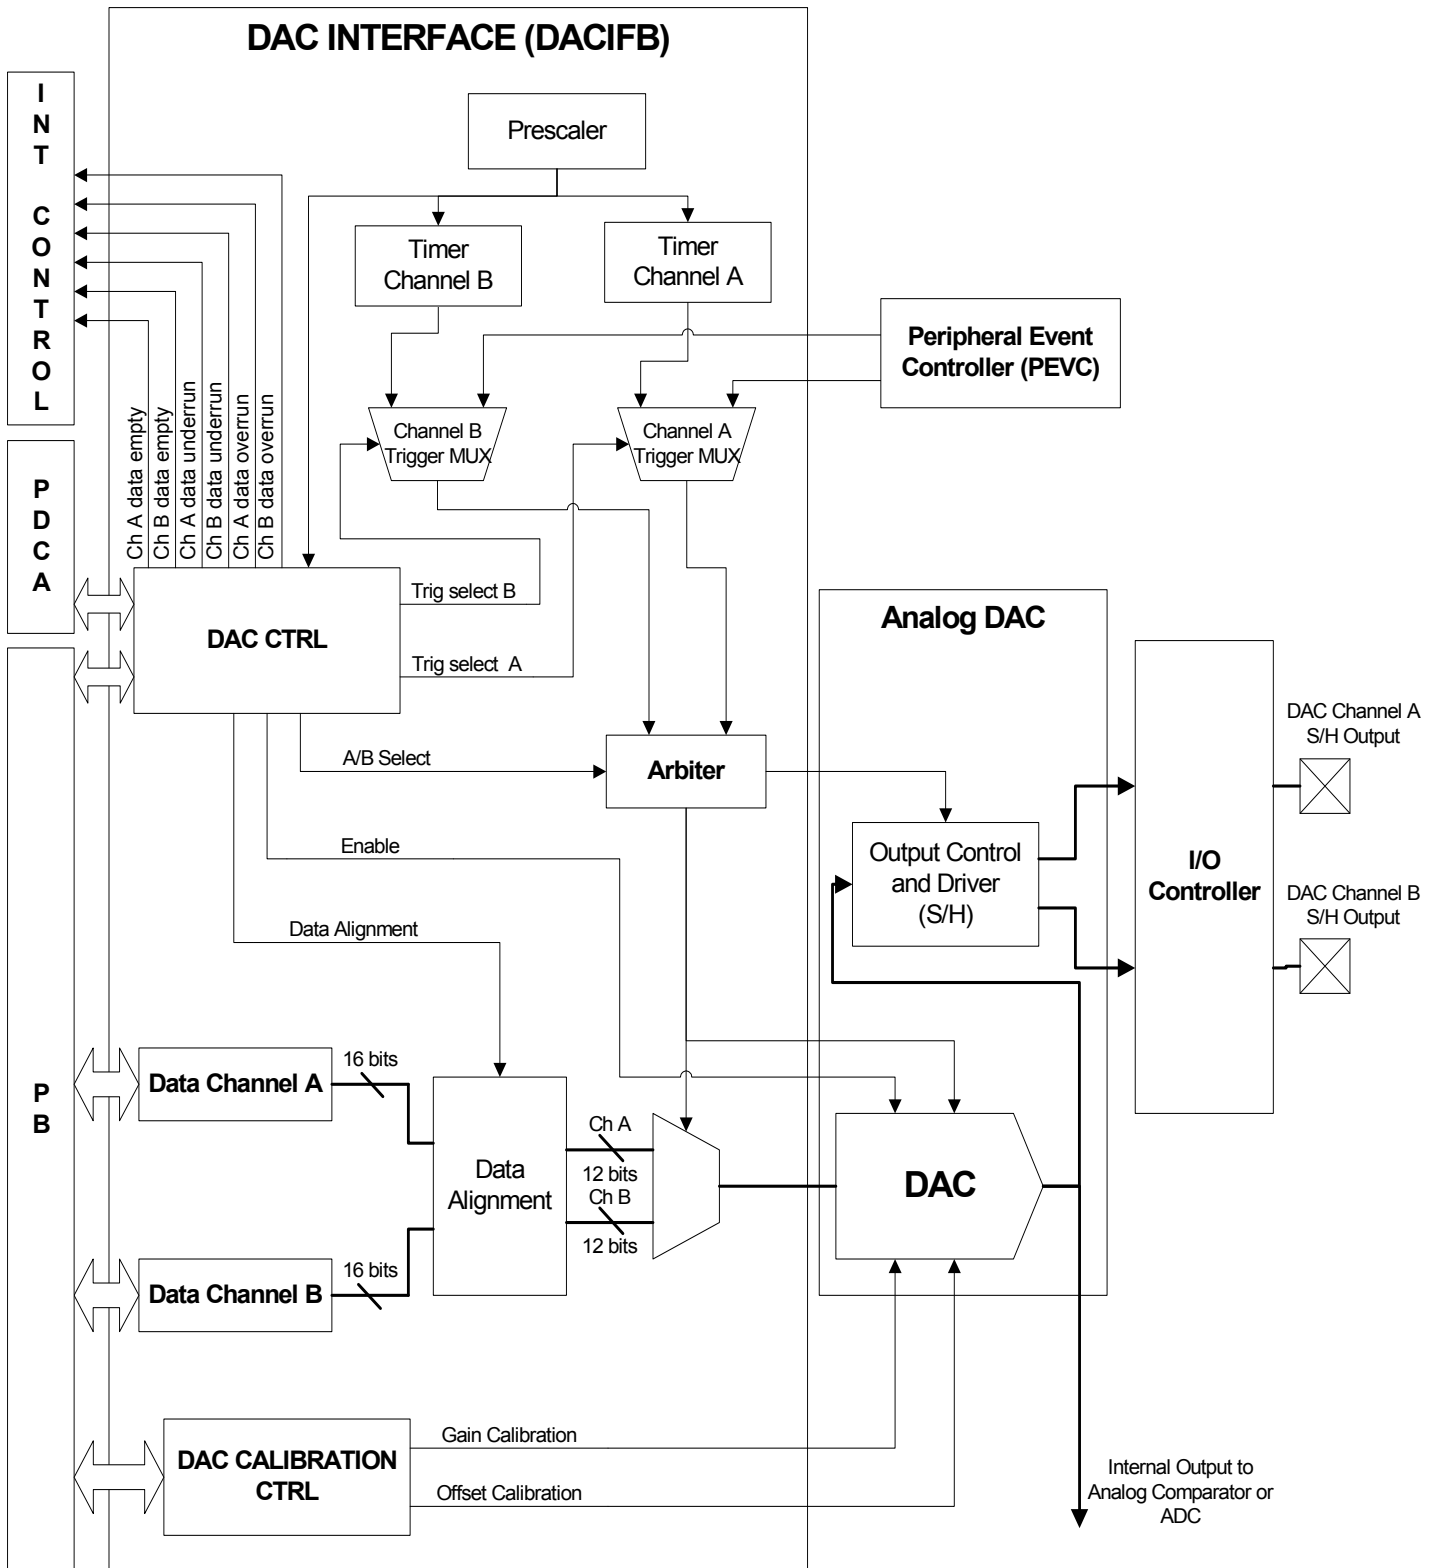 DAC INTERFACE (DACIFB)
INT CONTROL
Prescaler
Timer
Channel B
Timer
Channel A
Peripheral Event
Controller (PEVC)
Ch A data empty
Ch B data empty
Ch A data underrun
Ch B data underrun
Ch A data overrun
Ch B data overrun
Channel B
Trigger MUX
Channel A
Trigger MUX
PDCA
Trig select B
DAC CTRL
Trig select A
Analog DAC
PB
A/B Select
Arbiter
DAC Channel A
S/H Output
Enable
Output Control
and Driver
(S/H)
I/O
Controller
DAC Channel B
S/H Output
Data Alignment
Data Channel A
16 bits
Data
Alignment
Ch A
12 bits
Ch B
12 bits
DAC
Data Channel B
16 bits
DAC CALIBRATION
CTRL
Gain Calibration
Offset Calibration
Internal Output to
Analog Comparator or
ADC